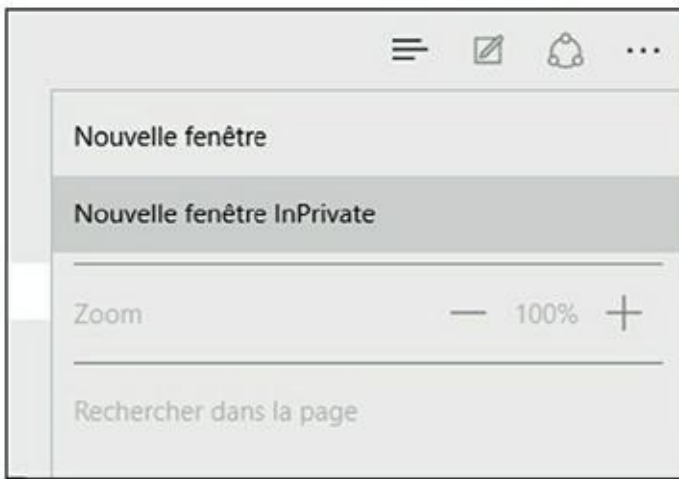 Nouvelle fenêtre
Nouvelle fenêtre InPrivate
Zoom — 100% +
Rechercher dans la page